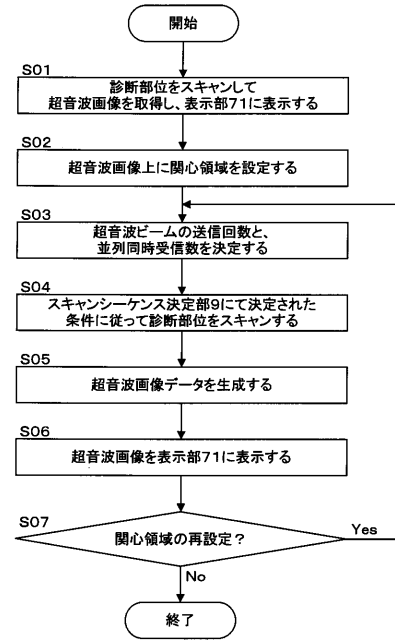 開始
S01
診断部位をスキャンして
超音波画像を取得し、表示部71に表示する
S02
超音波画像上に関心領域を設定する
S03
超音波ビームの送信回数と、
並列同時受信数を決定する
S04
スキャンシーケンス決定部9にて決定された
条件に従って診断部位をスキャンする
S05
超音波画像データを生成する
S06
超音波画像を表示部71に表示する
S07
関心領域の再設定？
Yes
No
終了